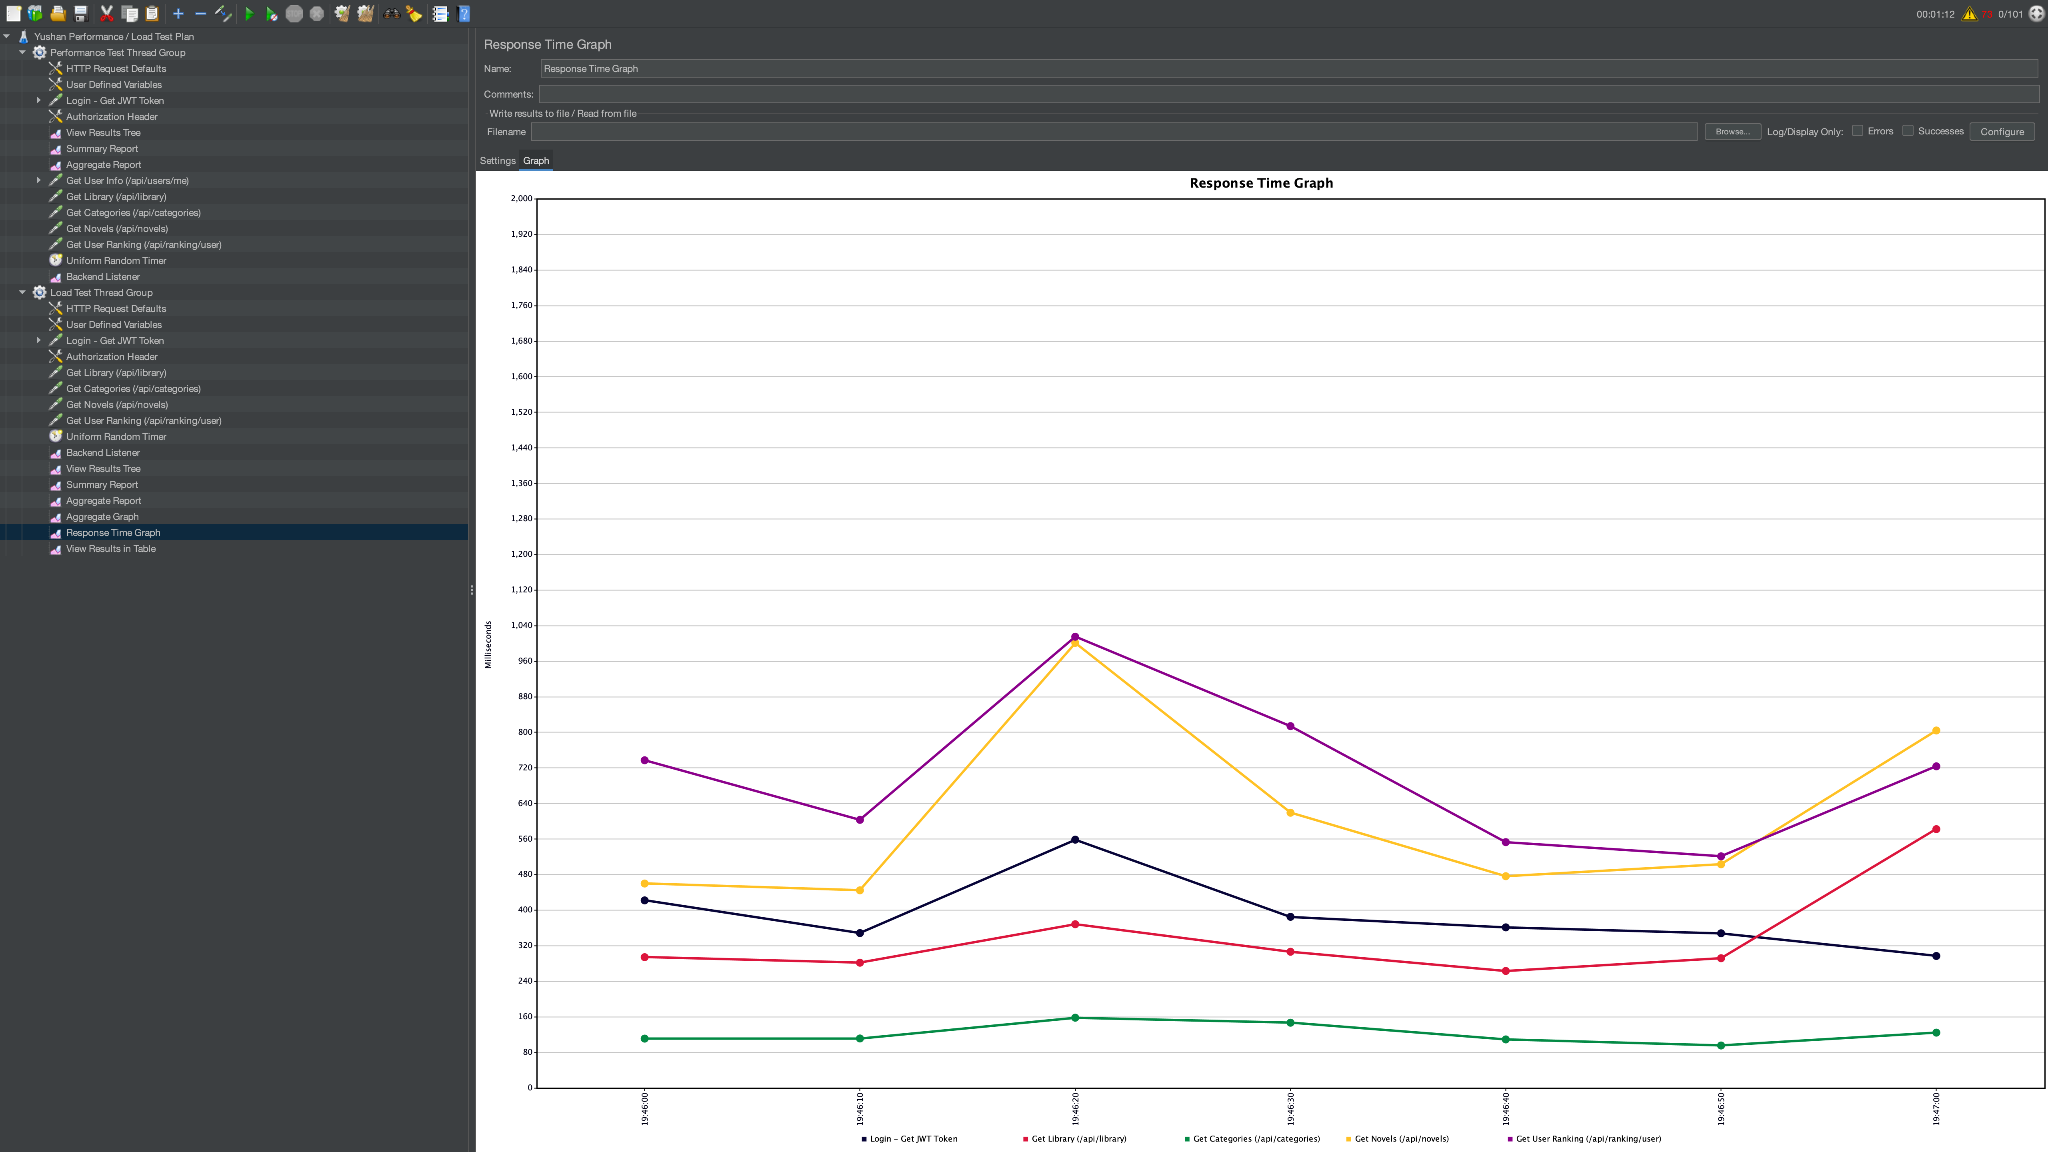 00:01:12 0/101
Yushan Performance / Load Test Plan
Performance Test Thread Group
HTTP Request Defaults
User Defined Variables
Login - Get JWT Token
Authorization Header
View Results Tree
Summary Report
Aggregate Report
Get User Info (/api/users/me)
Get Library (/api/library)
Get Categories (/api/categories)
Get Novels (/api/novels)
Get User Ranking (/api/ranking/user)
Uniform Random Timer
Backend Listener
Load Test Thread Group
HTTP Request Defaults
User Defined Variables
Login - Get JWT Token
Authorization Header
Get Library (/api/library)
Get Categories (/api/categories)
Get Novels (/api/novels)
Get User Ranking (/api/ranking/user)
Uniform Random Timer
Backend Listener
View Results Tree
Summary Report
Aggregate Report
Aggregate Graph
Response Time Graph
View Results in Table
Response Time Graph
Name: Response Time Graph
Comments:
Write results to file / Read from file
Filename Browse... Log/Display Only: Errors Successes Configure
Settings Graph
Response Time Graph
2,000
1,920
1,840
1,760
1,680
1,600
1,520
1,440
1,360
1,280
1,200
1,120
1,040
960
880
800
720
640
560
480
400
320
240
160
80
0
Milliseconds
19:46:00 19:46:10 19:46:20 19:46:30 19:46:40 19:46:50 19:47:00
Login - Get JWT Token Get Library (/api/library) Get Categories (/api/categories) Get Novels (/api/novels) Get User Ranking (/api/ranking/user)